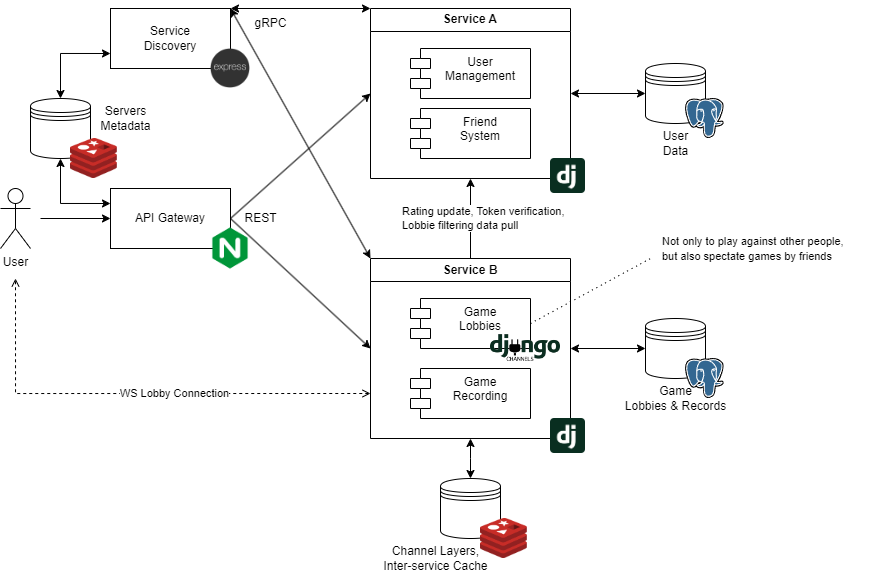 Service
Discovery
express
gRPC
Service A
User
Management
Friend
System
dj
Servers
Metadata
User
Data
API Gateway
REST
User
Rating update, Token verification,
Lobbie filtering data pull
Not only to play against other people,
but also spectate games by friends
Service B
Game
Lobbies
django
CHANNELS
Game
Recording
dj
WS Lobby Connection
Game
Lobbies & Records
Channel Layers,
Inter-service Cache